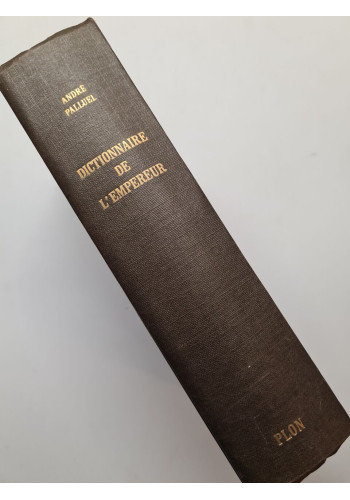 ANDRÉ
PALLUEL
DICTIONNAIRE
DE
L'EMPEREUR
PLON